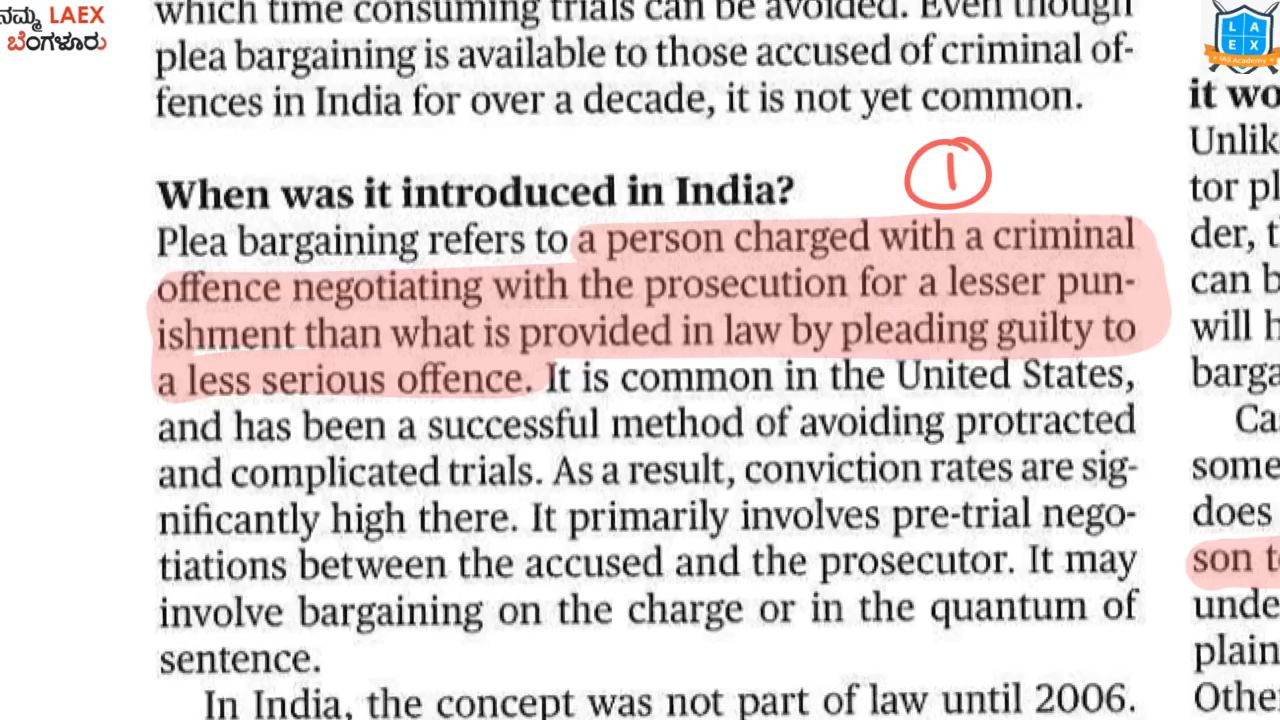 ನಮ್ಮ LAEX
ಬೆಂಗಳೂರು
L A
E X
IAS Academy
which time consuming trials can be avoided. Even though
plea bargaining is available to those accused of criminal of-
fences in India for over a decade, it is not yet common.
1
When was it introduced in India?
Plea bargaining refers to a person charged with a criminal
offence negotiating with the prosecution for a lesser pun-
ishment than what is provided in law by pleading guilty to
a less serious offence. It is common in the United States,
and has been a successful method of avoiding protracted
and complicated trials. As a result, conviction rates are sig-
nificantly high there. It primarily involves pre-trial nego-
tiations between the accused and the prosecutor. It may
involve bargaining on the charge or in the quantum of
sentence.
In India, the concept was not part of law until 2006.
it wo
Unlik
tor pl
der, t
can b
will h
barga
Ca
some
does
son t
unde
plain
Othe